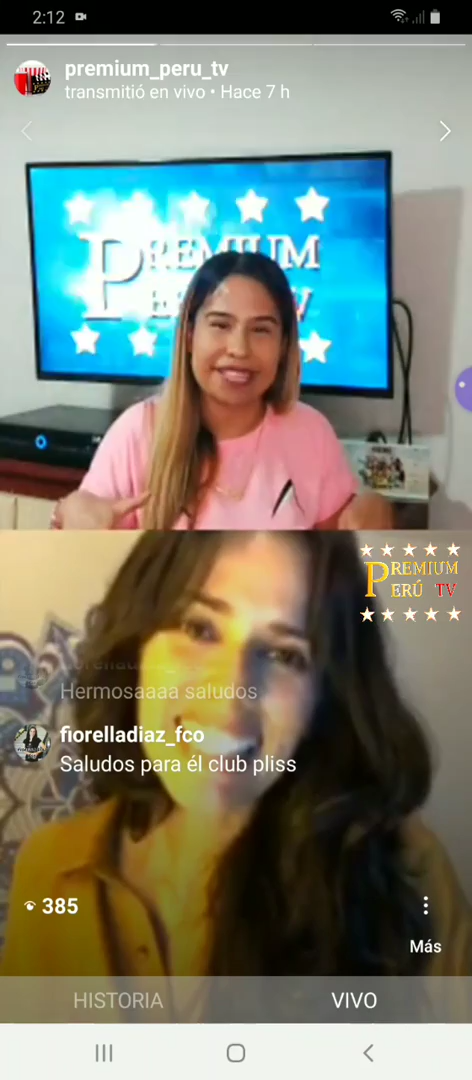 2:12
premium_peru_tv
transmitió en vivo • Hace 7 h
PREMIUM
TV
PREMIUM
PERÚ TV
Hermosaaaa saludos
fiorelladiaz_fco
Saludos para él club pliss
385
Más
HISTORIA
VIVO